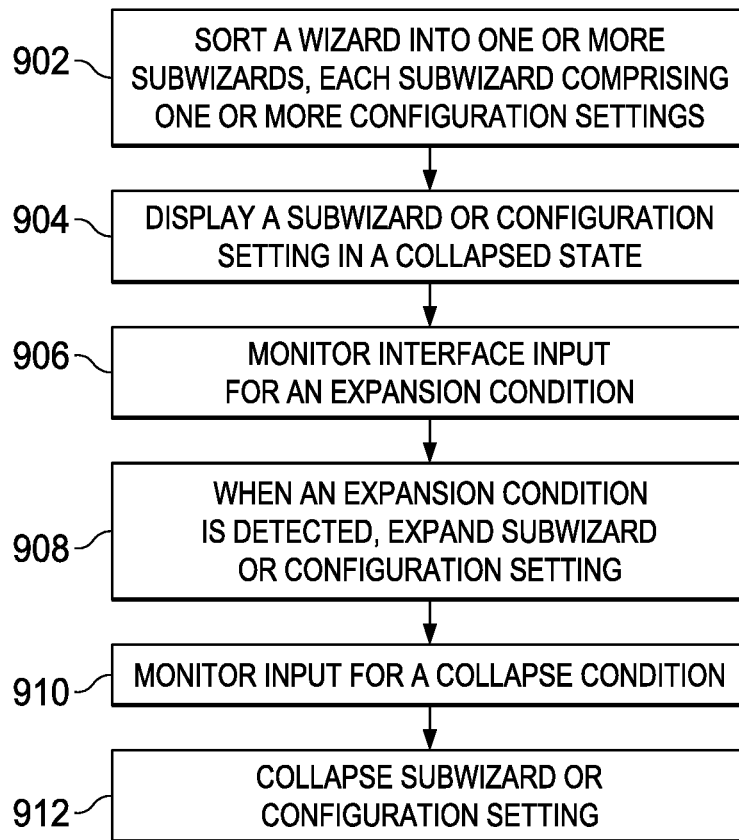 902
SORT A WIZARD INTO ONE OR MORE
SUBWIZARDS, EACH SUBWIZARD COMPRISING
ONE OR MORE CONFIGURATION SETTINGS
904
DISPLAY A SUBWIZARD OR CONFIGURATION
SETTING IN A COLLAPSED STATE
906
MONITOR INTERFACE INPUT
FOR AN EXPANSION CONDITION
908
WHEN AN EXPANSION CONDITION
IS DETECTED, EXPAND SUBWIZARD
OR CONFIGURATION SETTING
910
MONITOR INPUT FOR A COLLAPSE CONDITION
912
COLLAPSE SUBWIZARD OR
CONFIGURATION SETTING